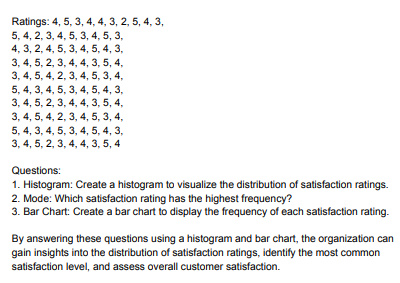 Ratings: 4, 5, 3, 4, 4, 3, 2, 5, 4, 3,
5, 4, 2, 3, 4, 5, 3, 4, 5, 3,
4, 3, 2, 4, 5, 3, 4, 5, 4, 3,
3, 4, 5, 2, 3, 4, 4, 3, 5, 4,
3, 4, 5, 4, 2, 3, 4, 5, 3, 4,
5, 4, 3, 4, 5, 3, 4, 5, 4, 3,
3, 4, 5, 2, 3, 4, 4, 3, 5, 4,
3, 4, 5, 4, 2, 3, 4, 5, 3, 4,
5, 4, 3, 4, 5, 3, 4, 5, 4, 3,
3, 4, 5, 2, 3, 4, 4, 3, 5, 4
Questions:
1. Histogram: Create a histogram to visualize the distribution of satisfaction ratings.
2. Mode: Which satisfaction rating has the highest frequency?
3. Bar Chart: Create a bar chart to display the frequency of each satisfaction rating.
By answering these questions using a histogram and bar chart, the organization can
gain insights into the distribution of satisfaction ratings, identify the most common
satisfaction level, and assess overall customer satisfaction.